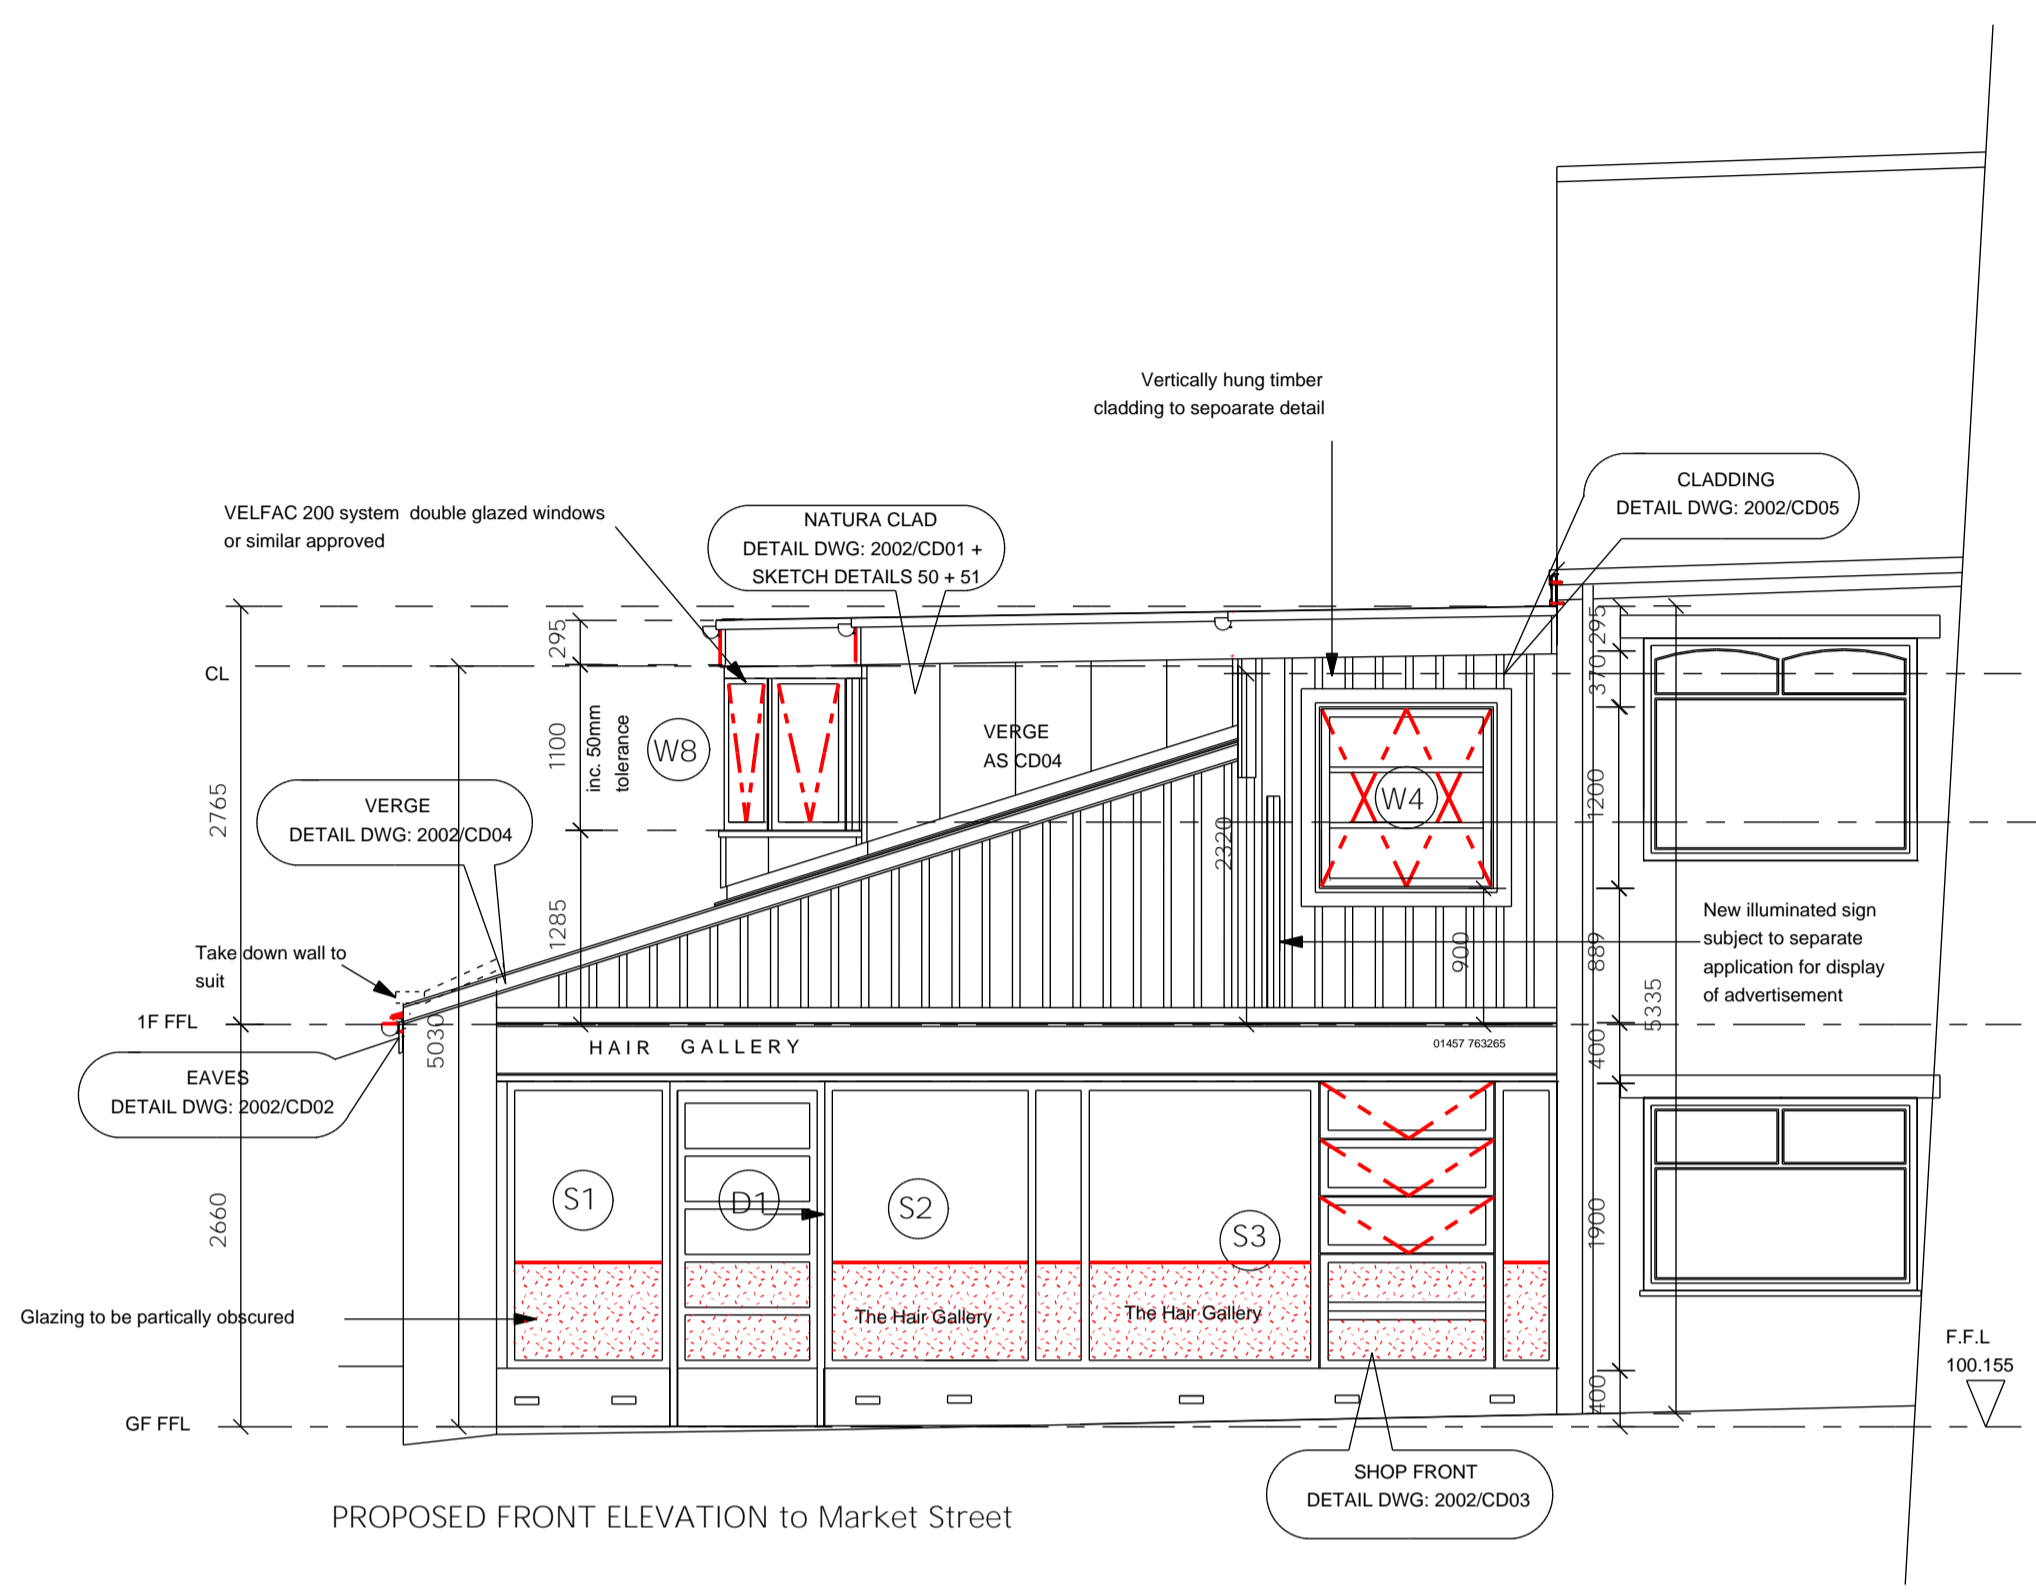 Vertically hung timber
cladding to sepoarate detail
CLADDING
DETAIL DWG: 2002/CD05
VELFAC 200 system  double glazed windows
or similar approved
NATURA CLAD
DETAIL DWG: 2002/CD01 +
SKETCH DETAILS 50 + 51
295
295
CL
370
1100
inc. 50mm
tolerance
W8
VERGE
AS CD04
2765
VERGE
DETAIL DWG: 2002/CD04
W4
1200
2320
1285
900
889
New illuminated sign
subject to separate
application for display
of advertisement
Take down wall to
suit
5335
1F FFL
5030
HAIR GALLERY
01457 763265
400
EAVES
DETAIL DWG: 2002/CD02
S1
D1
S2
S3
2660
1900
Glazing to be partically obscured
The Hair Gallery
The Hair Gallery
F.F.L
100.155
400
GF FFL
SHOP FRONT
DETAIL DWG: 2002/CD03
PROPOSED FRONT ELEVATION to Market Street